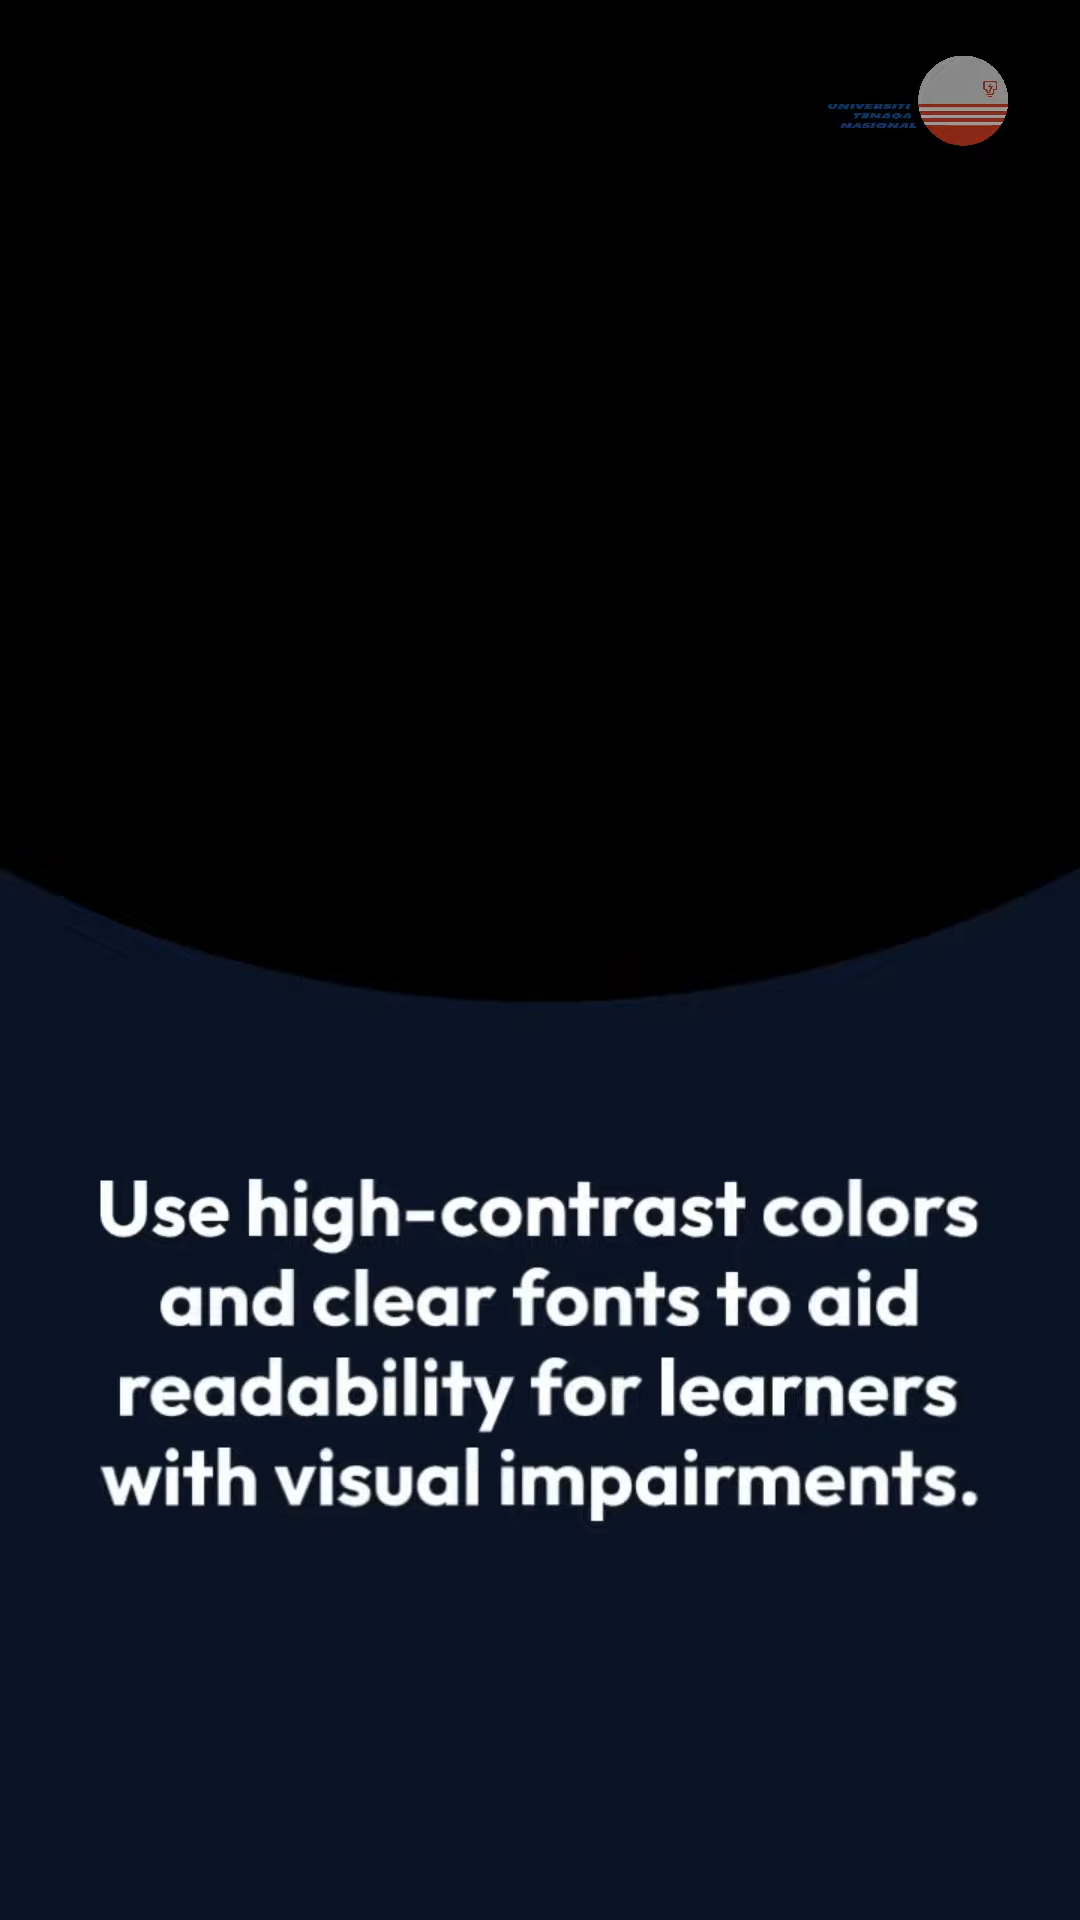 UNIVERSITI
TENAGA
NASIONAL
Use high-contrast colors
and clear fonts to aid
readability for learners
with visual impairments.